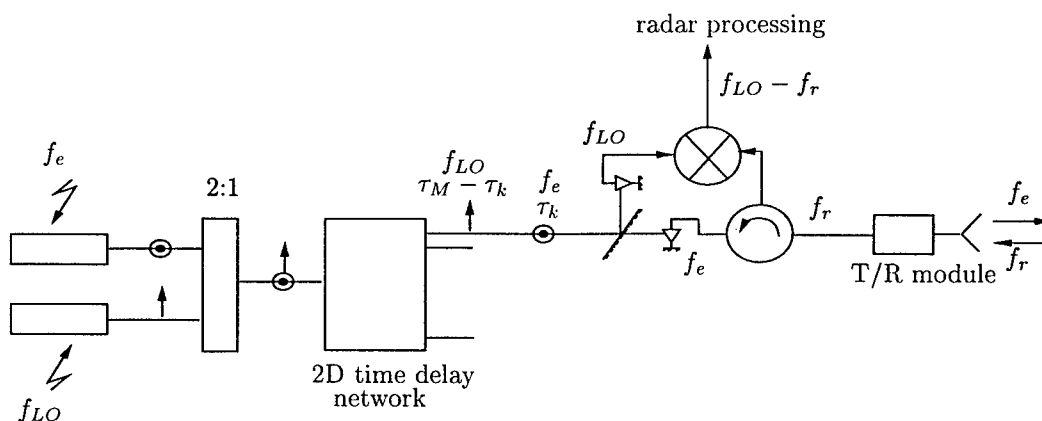 radar processing
f_LO − f_r
f_LO
f_e
2:1
f_LO
τ_M − τ_k
f_e
τ_k
f_r
f_e
f_e
f_r
T/R module
2D time delay
network
f_LO